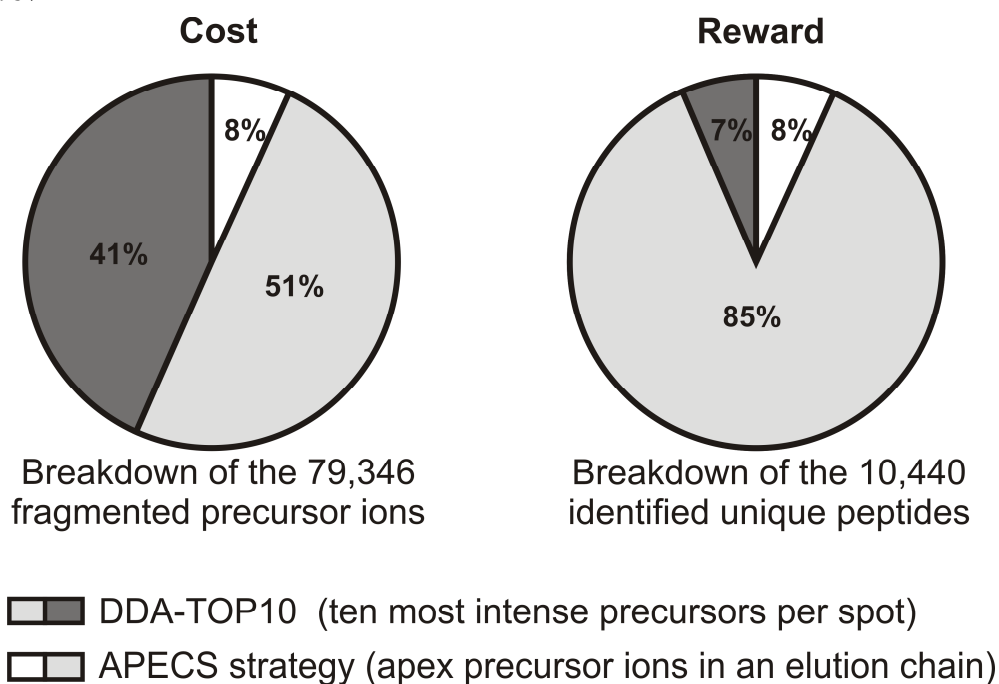 Cost
8%
41%
51%
Breakdown of the 79,346
fragmented precursor ions
Reward
7%
8%
85%
Breakdown of the 10,440
identified unique peptides
DDA-TOP10 (ten most intense precursors per spot)
APECS strategy (apex precursor ions in an elution chain)